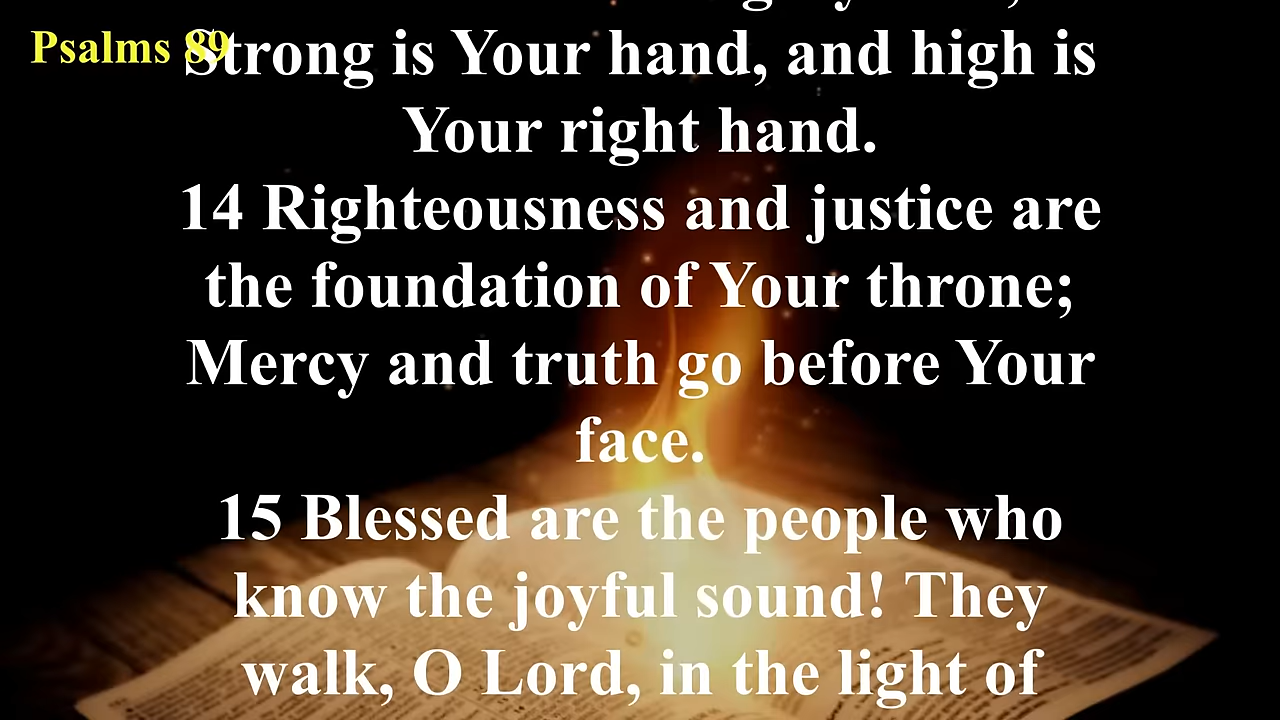 Psalms 89
Strong is Your hand, and high is
Your right hand.
14 Righteousness and justice are
the foundation of Your throne;
Mercy and truth go before Your
face.
15 Blessed are the people who
know the joyful sound! They
walk, O Lord, in the light of